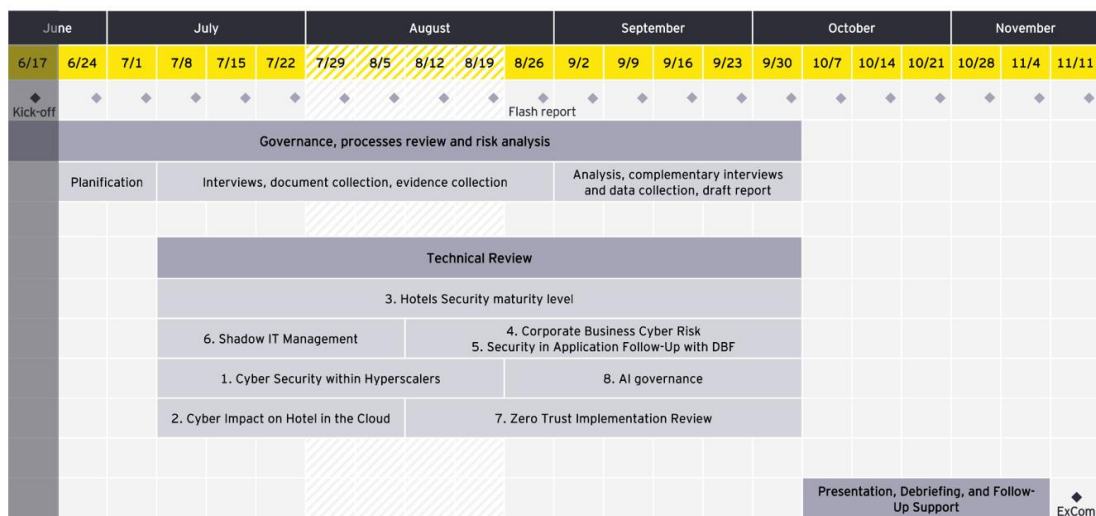 June July August September October November
6/17 6/24 7/1 7/8 7/15 7/22 7/29 8/5 8/12 8/19 8/26 9/2 9/9 9/16 9/23 9/30 10/7 10/14 10/21 10/28 11/4 11/11
Kick-off Flash report
Governance, processes review and risk analysis
Planification
Interviews, document collection, evidence collection
Analysis, complementary interviews
and data collection, draft report
Technical Review
3. Hotels Security maturity level
6. Shadow IT Management
4. Corporate Business Cyber Risk
5. Security in Application Follow-Up with DBF
1. Cyber Security within Hyperscalers
8. AI governance
2. Cyber Impact on Hotel in the Cloud
7. Zero Trust Implementation Review
Presentation, Debriefing, and Follow-
Up Support
ExCom